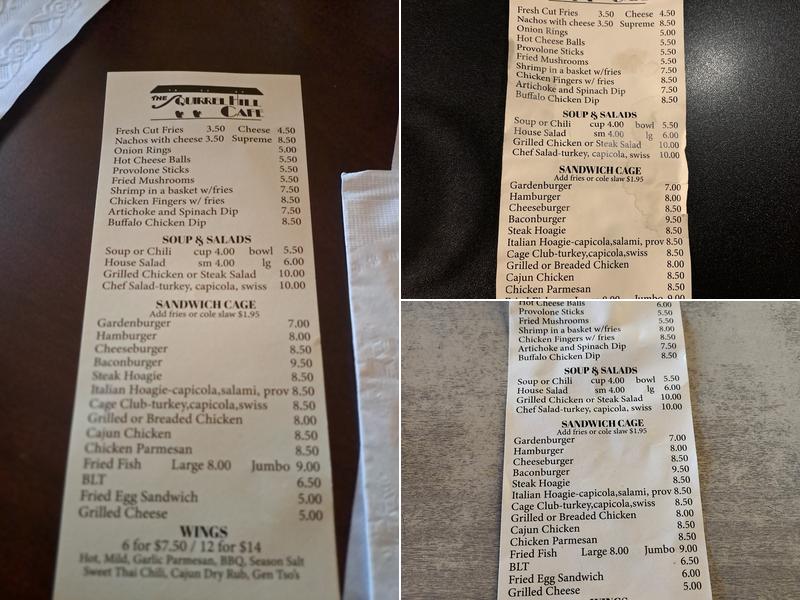 THE SQUIRREL HILL
CAFE
Fresh Cut Fries 3.50 Cheese 4.50
Nachos with cheese 3.50 Supreme 8.50
Onion Rings 5.00
Hot Cheese Balls 5.50
Provolone Sticks 5.50
Fried Mushrooms 5.50
Shrimp in a basket w/fries 7.50
Chicken Fingers w/ fries 8.50
Artichoke and Spinach Dip 7.50
Buffalo Chicken Dip 8.50
SOUP & SALADS
Soup or Chili cup 4.00 bowl 5.50
House Salad sm 4.00 lg 6.00
Grilled Chicken or Steak Salad 10.00
Chef Salad-turkey, capicola, swiss 10.00
SANDWICH CAGE
Add fries or cole slaw $1.95
Gardenburger 7.00
Hamburger 8.00
Cheeseburger 8.50
Baconburger 9.50
Steak Hoagie 8.50
Italian Hoagie-capicola,salami, prov 8.50
Cage Club-turkey,capicola,swiss 8.50
Grilled or Breaded Chicken 8.00
Cajun Chicken 8.50
Chicken Parmesan 8.50
Fried Fish Large 8.00 Jumbo 9.00
BLT 6.50
Fried Egg Sandwich 5.00
Grilled Cheese 5.00
WINGS
6 for $7.50 / 12 for $14
Hot, Mild, Garlic Parmesan, BBQ, Season Salt
Sweet Thai Chili, Cajun Dry Rub, Gen Tso's
Fresh Cut Fries 3.50 Cheese 4.50
Nachos with cheese 3.50 Supreme 8.50
Onion Rings 5.00
Hot Cheese Balls 5.50
Provolone Sticks 5.50
Fried Mushrooms 5.50
Shrimp in a basket w/fries 7.50
Chicken Fingers w/ fries 8.50
Artichoke and Spinach Dip 7.50
Buffalo Chicken Dip 8.50
SOUP & SALADS
Soup or Chili cup 4.00 bowl 5.50
House Salad sm 4.00 lg 6.00
Grilled Chicken or Steak Salad 10.00
Chef Salad-turkey, capicola, swiss 10.00
SANDWICH CAGE
Add fries or cole slaw $1.95
Gardenburger 7.00
Hamburger 8.00
Cheeseburger 8.50
Baconburger 9.50
Steak Hoagie 8.50
Italian Hoagie-capicola,salami, prov 8.50
Cage Club-turkey,capicola,swiss 8.50
Grilled or Breaded Chicken 8.00
Cajun Chicken 8.50
Chicken Parmesan 8.50
Jumbo 9.00
Hot Cheese Balls 6.00
Provolone Sticks 5.50
Fried Mushrooms 5.50
Shrimp in a basket w/fries 8.00
Chicken Fingers w/ fries 8.50
Artichoke and Spinach Dip 7.50
Buffalo Chicken Dip 8.50
SOUP & SALADS
Soup or Chili cup 4.00 bowl 5.50
House Salad sm 4.00 lg 6.00
Grilled Chicken or Steak Salad 10.00
Chef Salad-turkey, capicola, swiss 10.00
SANDWICH CAGE
Add fries or cole slaw $1.95
Gardenburger 7.00
Hamburger 8.00
Cheeseburger 8.50
Baconburger 9.50
Steak Hoagie 8.50
Italian Hoagie-capicola,salami, prov 8.50
Cage Club-turkey,capicola,swiss 8.50
Grilled or Breaded Chicken 8.00
Cajun Chicken 8.50
Chicken Parmesan 8.50
Fried Fish Large 8.00 Jumbo 9.00
BLT 6.50
Fried Egg Sandwich 6.00
Grilled Cheese 5.00